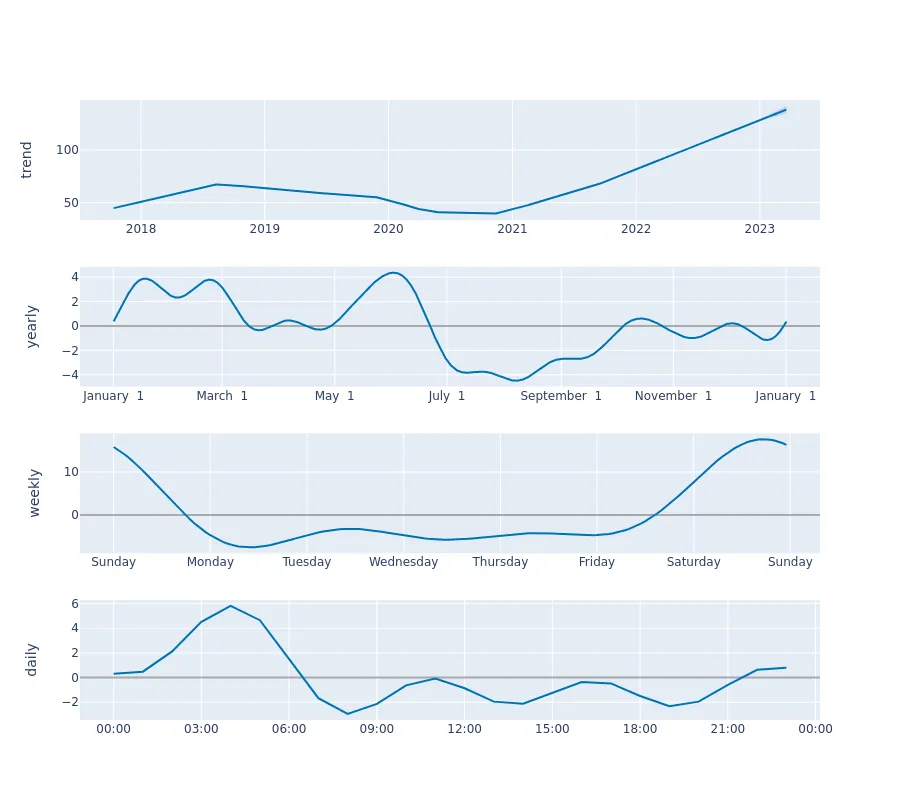 trend
100
50
2018 2019 2020 2021 2022 2023
yearly
4
2
0
−2
−4
January 1 March 1 May 1 July 1 September 1 November 1 January 1
weekly
10
0
Sunday Monday Tuesday Wednesday Thursday Friday Saturday Sunday
daily
6
4
2
0
−2
00:00 03:00 06:00 09:00 12:00 15:00 18:00 21:00 00:00